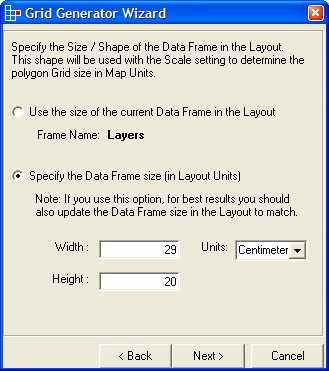 Grid Generator Wizard
Specify the Size / Shape of the Data Frame in the Layout.
This shape will be used with the Scale setting to determine the
polygon Grid size in Map Units.
Use the size of the current Data Frame in the Layout
Frame Name: Layers
Specify the Data Frame size (in Layout Units)
Note: If you use this option, for best results you should
also update the Data Frame size in the Layout to match.
Width : 29 Units: Centimeter
Height : 20
< Back Next > Cancel